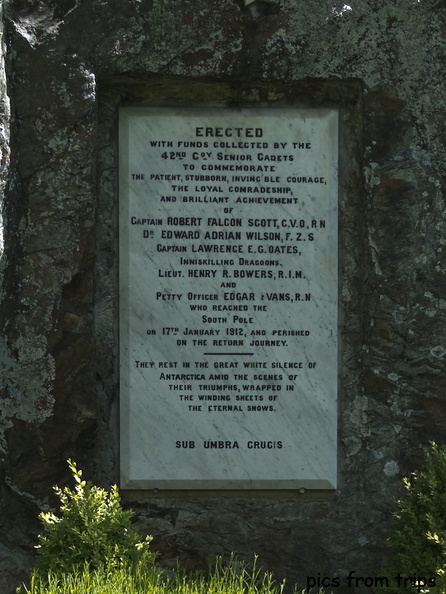 ERECTED
WITH FUNDS COLLECTED BY THE
42ND COY SENIOR CADETS
TO COMMEMORATE
THE PATIENT, STUBBORN, INVINCIBLE COURAGE,
THE LOYAL COMRADESHIP,
AND BRILLIANT ACHIEVEMENT
OF
CAPTAIN ROBERT FALCON SCOTT, C.V.O, R.N
DR EDWARD ADRIAN WILSON, F.Z.S
CAPTAIN LAWRENCE E.G. OATES,
INNISKILLING DRAGOONS.
LIEUT. HENRY R. BOWERS, R.I.M.
AND
PETTY OFFICER EDGAR EVANS, R.N
WHO REACHED THE
SOUTH POLE
ON 17TH JANUARY 1912, AND PERISHED
ON THE RETURN JOURNEY.
THEY REST IN THE GREAT WHITE SILENCE OF
ANTARCTICA AMID THE SCENES OF
THEIR TRIUMPHS, WRAPPED IN
THE WINDING SHEETS OF
THE ETERNAL SNOWS.
SUB UMBRA CRUCIS
pics from trips